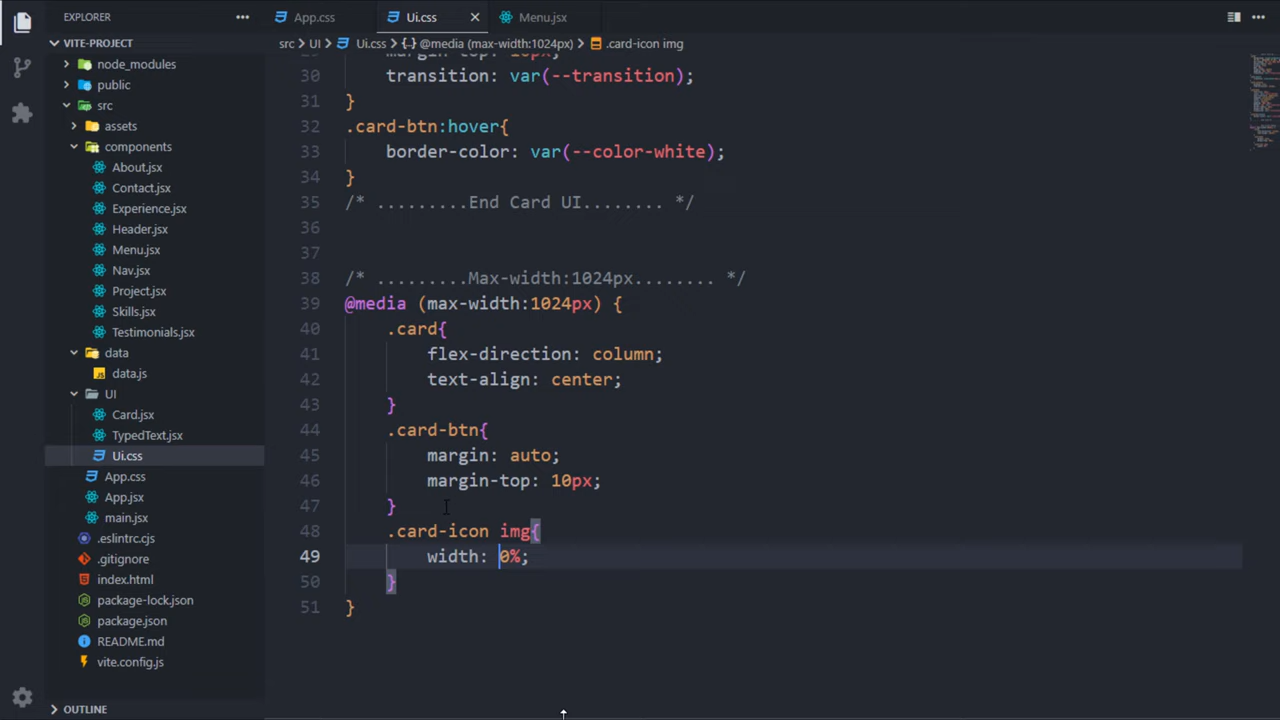 EXPLORER
App.css
Ui.css
Menu.jsx
VITE-PROJECT
src > UI > Ui.css > {} @media (max-width:1024px) > .card-icon img
node_modules
public
src
assets
components
About.jsx
Contact.jsx
Experience.jsx
Header.jsx
Menu.jsx
Nav.jsx
Project.jsx
Skills.jsx
Testimonials.jsx
data
JS data.js
UI
Card.jsx
TypedText.jsx
Ui.css
App.css
App.jsx
main.jsx
.eslintrc.cjs
.gitignore
index.html
package-lock.json
package.json
README.md
vite.config.js
OUTLINE
29 margin-top: 10px;
30 transition: var(--transition);
31 }
32 .card-btn:hover{
33 border-color: var(--color-white);
34 }
35 /* .........End Card UI........ */
36
37
38 /* .........Max-width:1024px........ */
39 @media (max-width:1024px) {
40 .card{
41 flex-direction: column;
42 text-align: center;
43 }
44 .card-btn{
45 margin: auto;
46 margin-top: 10px;
47 }
48 .card-icon img{
49 width: 0%;
50 }
51 }